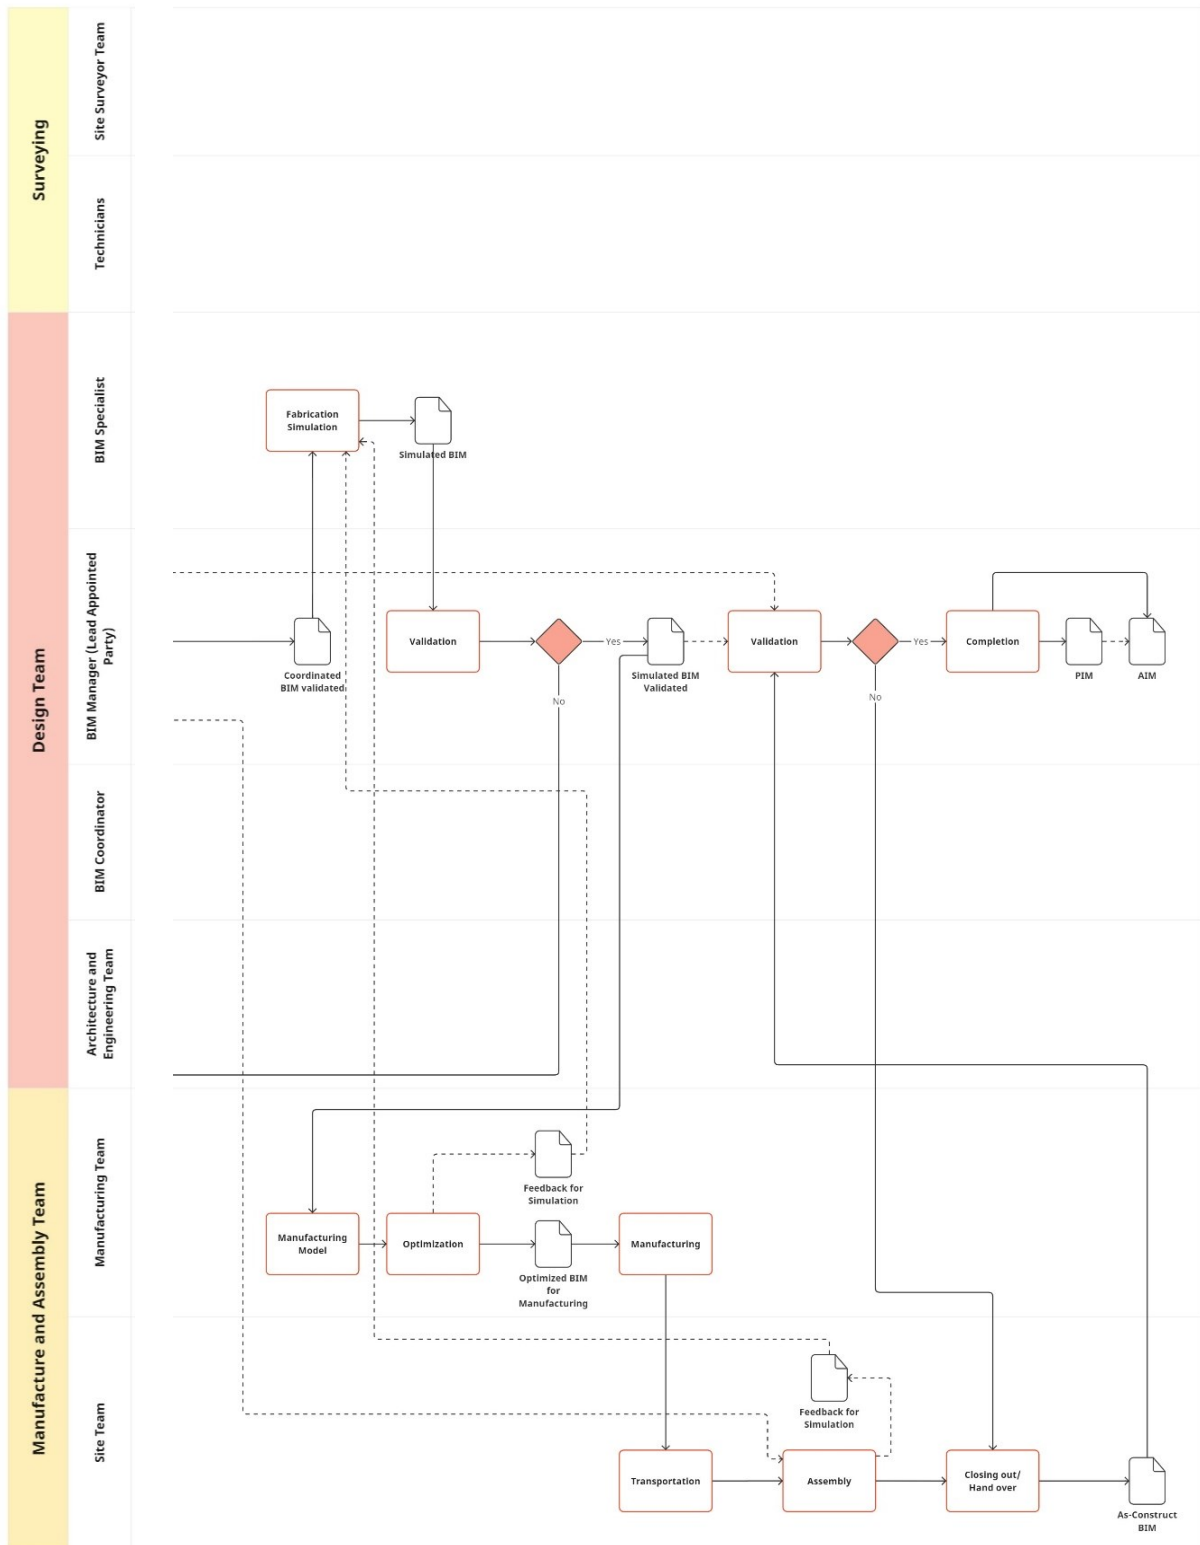 Surveying
Site Surveyor Team
Technicians
Design Team
BIM Specialist
Fabrication
Simulation
Simulated BIM
BIM Manager (Lead Appointed
Party)
Coordinated
BIM validated
Validation
Yes
No
Simulated BIM
Validated
Validation
Yes
No
Completion
PIM
AIM
BIM Coordinator
Architecture and
Engineering Team
Manufacture and Assembly Team
Manufacturing Team
Feedback for
Simulation
Manufacturing
Model
Optimization
Optimized BIM
for
Manufacturing
Manufacturing
Site Team
Feedback for
Simulation
Transportation
Assembly
Closing out/
Hand over
As-Construct
BIM